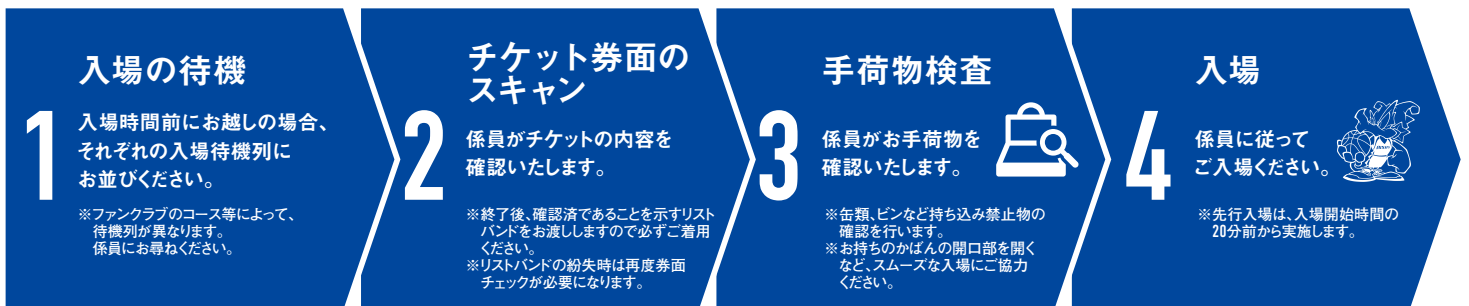 1
入場の待機
入場時間前にお越しの場合、
それぞれの入場待機列に
お並びください。
※ファンクラブのコース等によって、
待機列が異なります。
係員にお尋ねください。
2
チケット券面の
スキャン
係員がチケットの内容を
確認いたします。
※終了後、確認済であることを示すリスト
バンドをお渡ししますので必ずご着用
ください。
※リストバンドの紛失時は再度券面
チェックが必要になります。
3
手荷物検査
係員がお手荷物を
確認いたします。
※缶類、ビンなど持ち込み禁止物の
確認を行います。
※お持ちのかばんの開口部を開く
など、スムーズな入場にご協力
ください。
4
入場
係員に従って
ご入場ください。
※先行入場は、入場開始時間の
20分前から実施します。